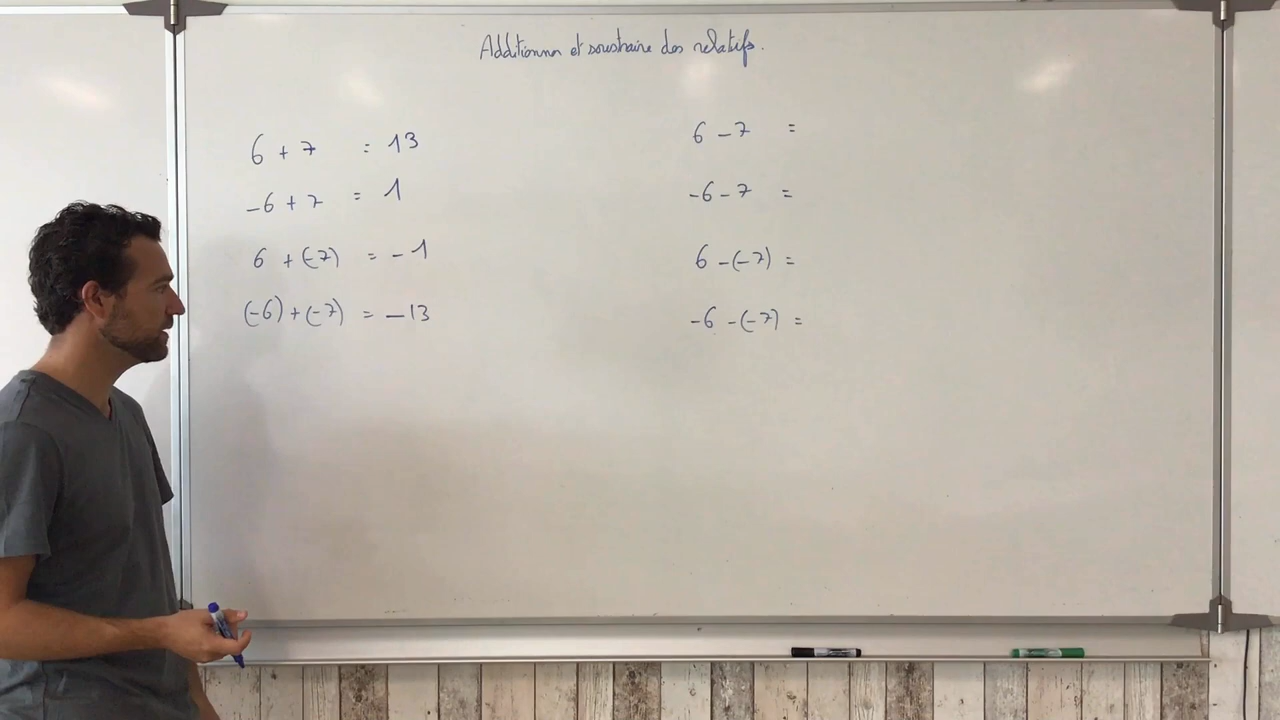 Additionner et soustraire des relatifs.
6 + 7 = 13
-6 + 7 = 1
6 + (-7) = -1
(-6) + (-7) = -13
6 - 7 =
-6 - 7 =
6 - (-7) =
-6 - (-7) =